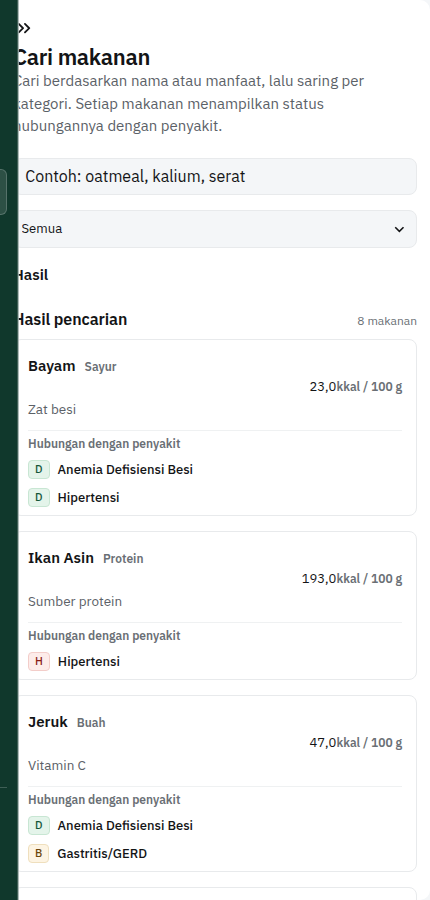 Cari makanan
Cari berdasarkan nama atau manfaat, lalu saring per
kategori. Setiap makanan menampilkan status
hubungannya dengan penyakit.
Contoh: oatmeal, kalium, serat
Semua
Hasil
Hasil pencarian
8 makanan
Bayam Sayur
23,0kkal / 100 g
Zat besi
Hubungan dengan penyakit
D Anemia Defisiensi Besi
D Hipertensi
Ikan Asin Protein
193,0kkal / 100 g
Sumber protein
Hubungan dengan penyakit
H Hipertensi
Jeruk Buah
47,0kkal / 100 g
Vitamin C
Hubungan dengan penyakit
D Anemia Defisiensi Besi
B Gastritis/GERD